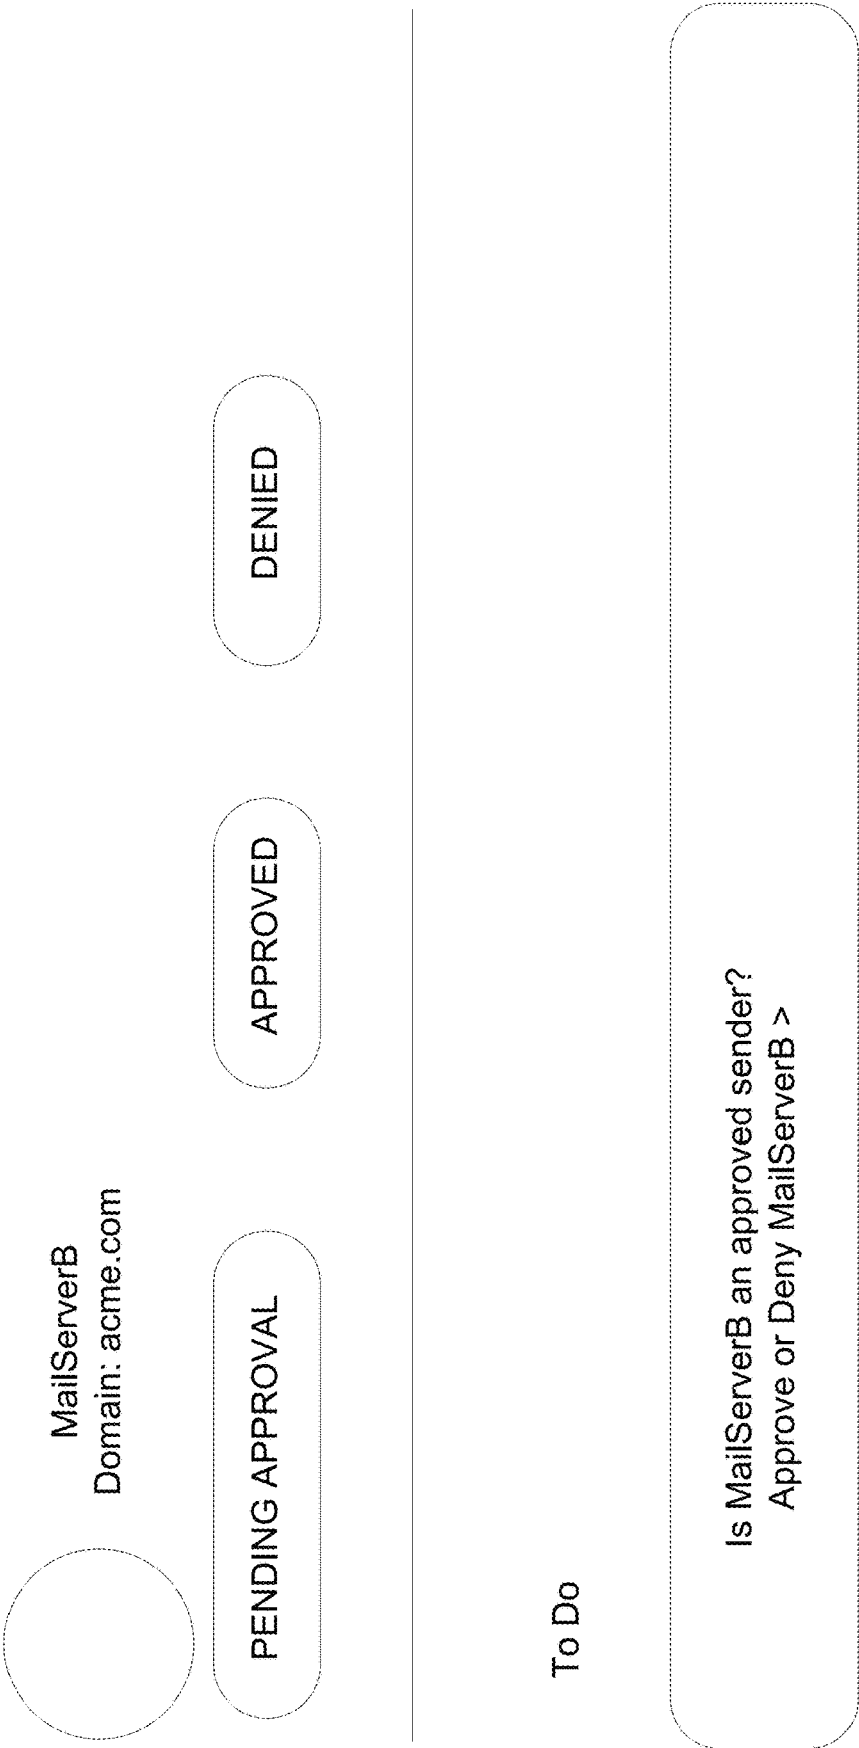 MailServerB
Domain: acme.com
PENDING APPROVAL
APPROVED
DENIED
To Do
Is MailServerB an approved sender?
Approve or Deny MailServerB >